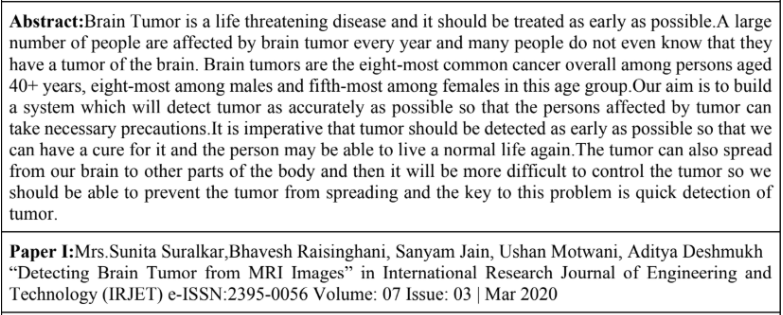 Abstract:Brain Tumor is a life threatening disease and it should be treated as early as possible.A large
number of people are affected by brain tumor every year and many people do not even know that they
have a tumor of the brain. Brain tumors are the eight-most common cancer overall among persons aged
40+ years, eight-most among males and fifth-most among females in this age group.Our aim is to build
a system which will detect tumor as accurately as possible so that the persons affected by tumor can
take necessary precautions.It is imperative that tumor should be detected as early as possible so that we
can have a cure for it and the person may be able to live a normal life again.The tumor can also spread
from our brain to other parts of the body and then it will be more difficult to control the tumor so we
should be able to prevent the tumor from spreading and the key to this problem is quick detection of
tumor.
Paper I:Mrs.Sunita Suralkar,Bhavesh Raisinghani, Sanyam Jain, Ushan Motwani, Aditya Deshmukh
“Detecting Brain Tumor from MRI Images” in International Research Journal of Engineering and
Technology (IRJET) e-ISSN:2395-0056 Volume: 07 Issue: 03 | Mar 2020